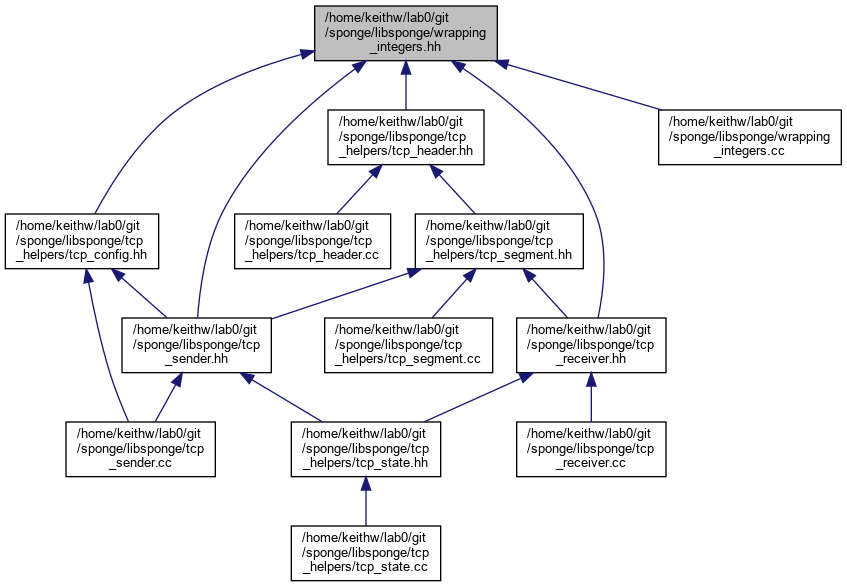 /home/keithw/lab0/git
/sponge/libsponge/wrapping
_integers.hh
/home/keithw/lab0/git
/sponge/libsponge/tcp
_helpers/tcp_header.hh
/home/keithw/lab0/git
/sponge/libsponge/wrapping
_integers.cc
/home/keithw/lab0/git
/sponge/libsponge/tcp
_helpers/tcp_config.hh
/home/keithw/lab0/git
/sponge/libsponge/tcp
_helpers/tcp_header.cc
/home/keithw/lab0/git
/sponge/libsponge/tcp
_helpers/tcp_segment.hh
/home/keithw/lab0/git
/sponge/libsponge/tcp
_sender.hh
/home/keithw/lab0/git
/sponge/libsponge/tcp
_helpers/tcp_segment.cc
/home/keithw/lab0/git
/sponge/libsponge/tcp
_receiver.hh
/home/keithw/lab0/git
/sponge/libsponge/tcp
_sender.cc
/home/keithw/lab0/git
/sponge/libsponge/tcp
_helpers/tcp_state.hh
/home/keithw/lab0/git
/sponge/libsponge/tcp
_receiver.cc
/home/keithw/lab0/git
/sponge/libsponge/tcp
_helpers/tcp_state.cc